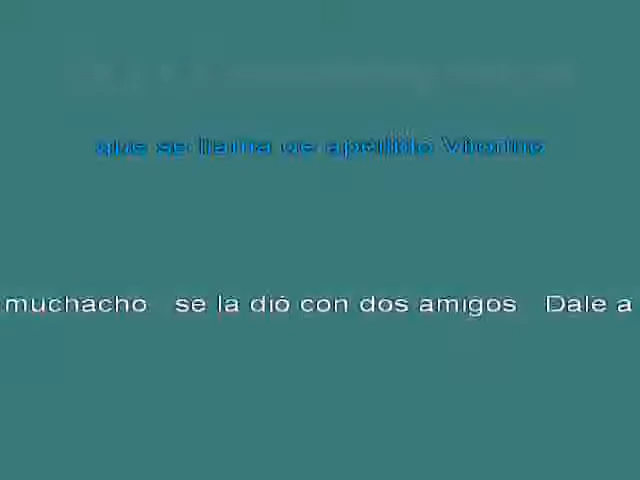 que se llama de apellido Vitorino
muchacho se la dió con dos amigos Dale a